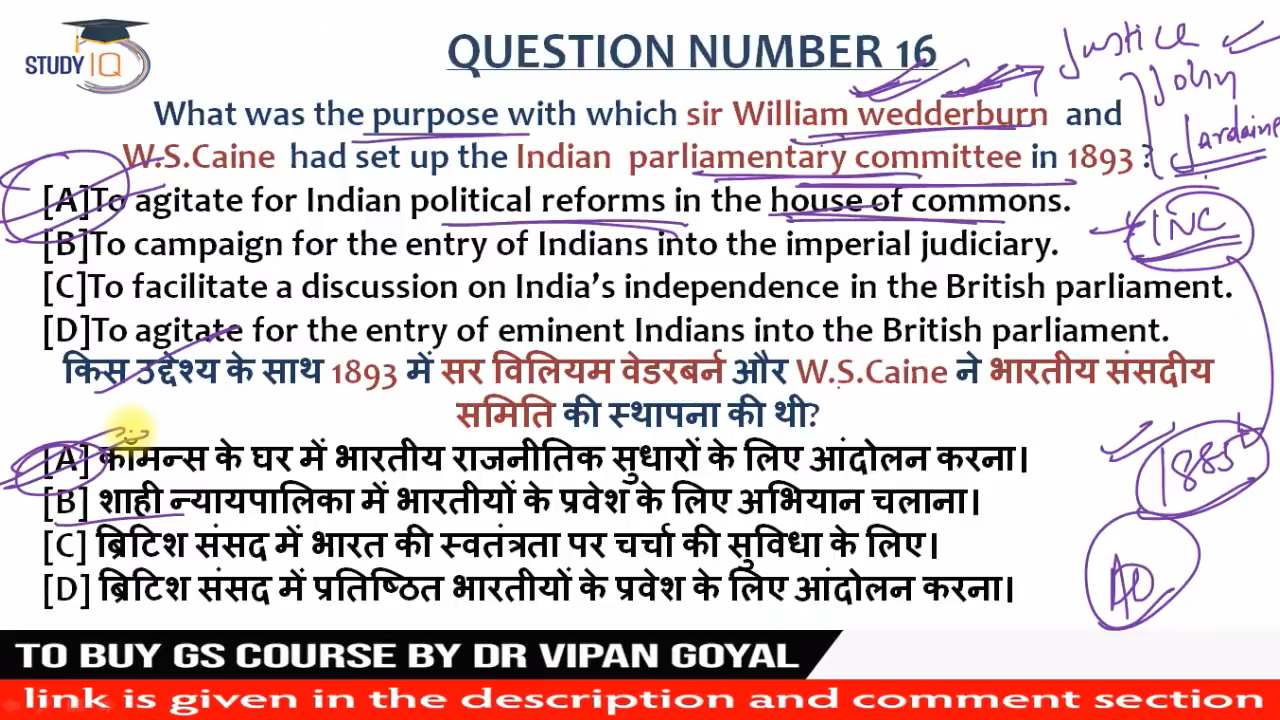 STUDY IQ
QUESTION NUMBER 16
Justice
John
Jardaine
What was the purpose with which sir William wedderburn and
W.S.Caine had set up the Indian parliamentary committee in 1893?
[A]To agitate for Indian political reforms in the house of commons.
INC
[B]To campaign for the entry of Indians into the imperial judiciary.
[C]To facilitate a discussion on India's independence in the British parliament.
[D]To agitate for the entry of eminent Indians into the British parliament.
किस उद्देश्य के साथ 1893 में सर विलियम वेडरबर्न और W.S.Caine ने भारतीय संसदीय
समिति की स्थापना की थी?
[A] कॉमन्स के घर में भारतीय राजनीतिक सुधारों के लिए आंदोलन करना।
1885
[B] शाही न्यायपालिका में भारतीयों के प्रवेश के लिए अभियान चलाना।
[C] ब्रिटिश संसद में भारत की स्वतंत्रता पर चर्चा की सुविधा के लिए।
[D] ब्रिटिश संसद में प्रतिष्ठित भारतीयों के प्रवेश के लिए आंदोलन करना।
TO BUY GS COURSE BY DR VIPAN GOYAL
link is given in the description and comment section